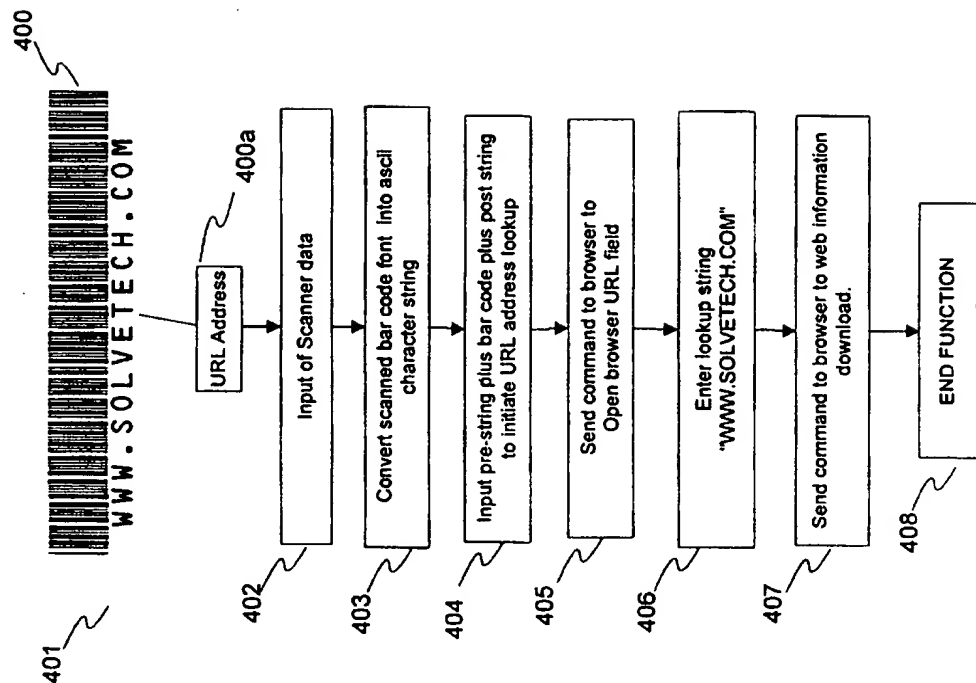 401
400
WWW.SOLVETECH.COM
400a
URL Address
402
Input of Scanner data
403
Convert scanned bar code font into ascii
character string
404
Input pre-string plus bar code plus post string
to initiate URL address lookup
405
Send command to browser to
Open browser URL field
406
Enter lookup string
"WWW.SOLVETECH.COM"
407
Send command to browser to web information
download.
408
END FUNCTION